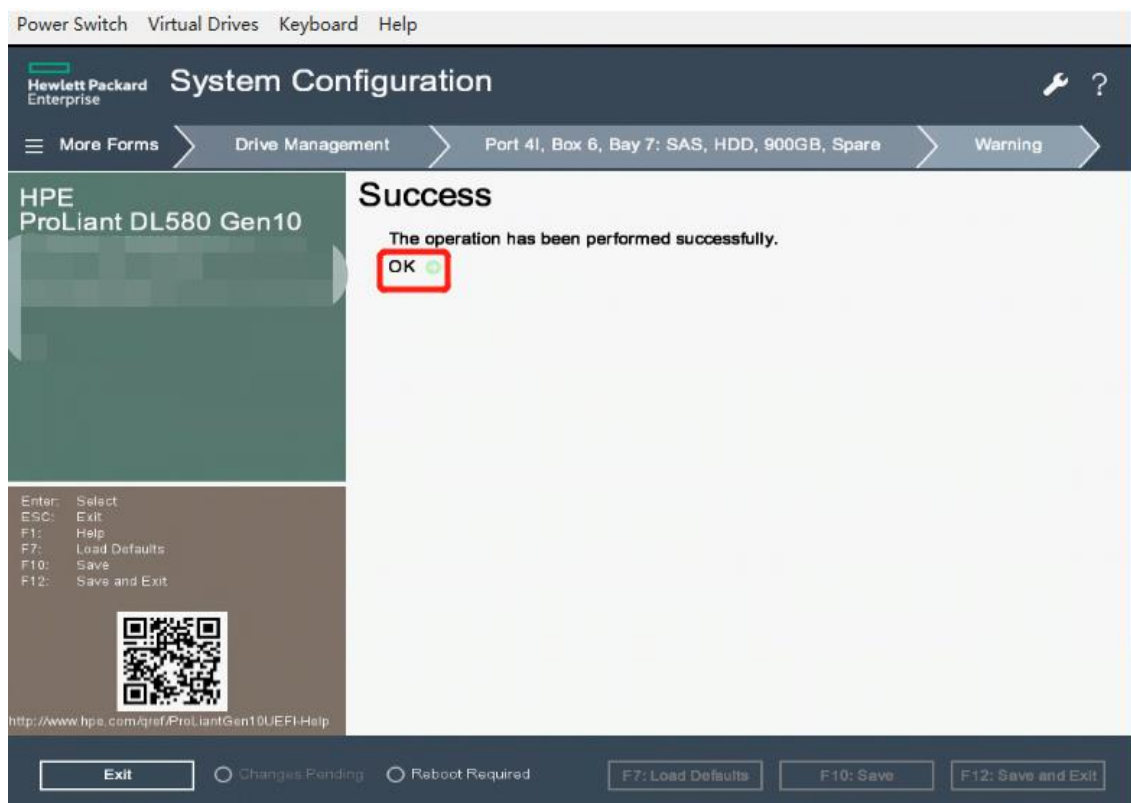 Power Switch Virtual Drives Keyboard Help
Hewlett Packard
Enterprise
System Configuration
?
More Forms
Drive Management
Port 4I, Box 6, Bay 7: SAS, HDD, 900GB, Spare
Warning
HPE
ProLiant DL580 Gen10
Success
The operation has been performed successfully.
OK
Enter: Select
ESC: Exit
F1: Help
F7: Load Defaults
F10: Save
F12: Save and Exit
http://www.hpe.com/qref/ProLiantGen10UEFI-Help
Exit
Changes Pending
Reboot Required
F7: Load Defaults
F10: Save
F12: Save and Exit